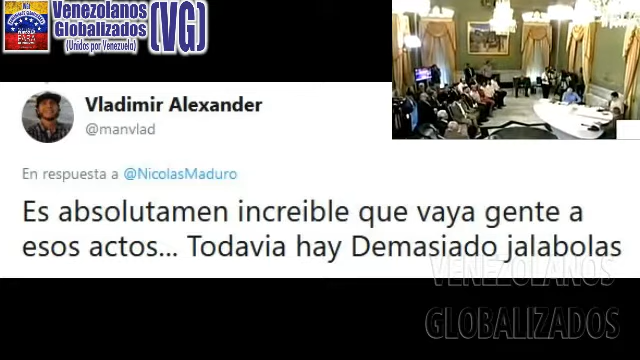 Venezolanos
Globalizados
(Unidos por Venezuela)
(VG)
Vladimir Alexander
@manvlad
En respuesta a @NicolasMaduro
Es absolutamen increible que vaya gente a
esos actos... Todavia hay Demasiado jalabolas
VENEZOLANOS
GLOBALIZADOS